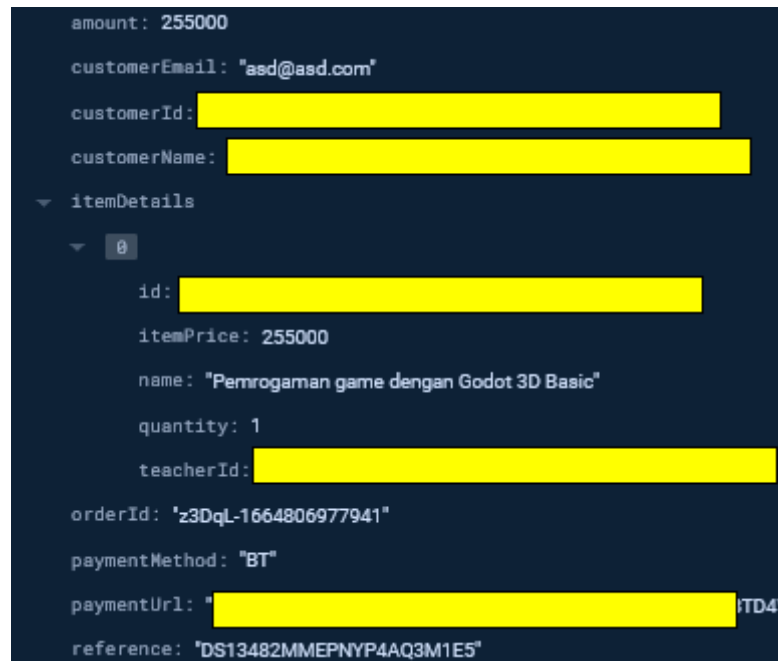 amount: 255000
customerEmail: "asd@asd.com"
customerId:
customerName:
itemDetails
0
id:
itemPrice: 255000
name: "Pemrogaman game dengan Godot 3D Basic"
quantity: 1
teacherId:
orderId: "z3DqL-1664806977941"
paymentMethod: "BT"
paymentUrl: "
reference: "DS13482MMEPNYP4AQ3M1E5"